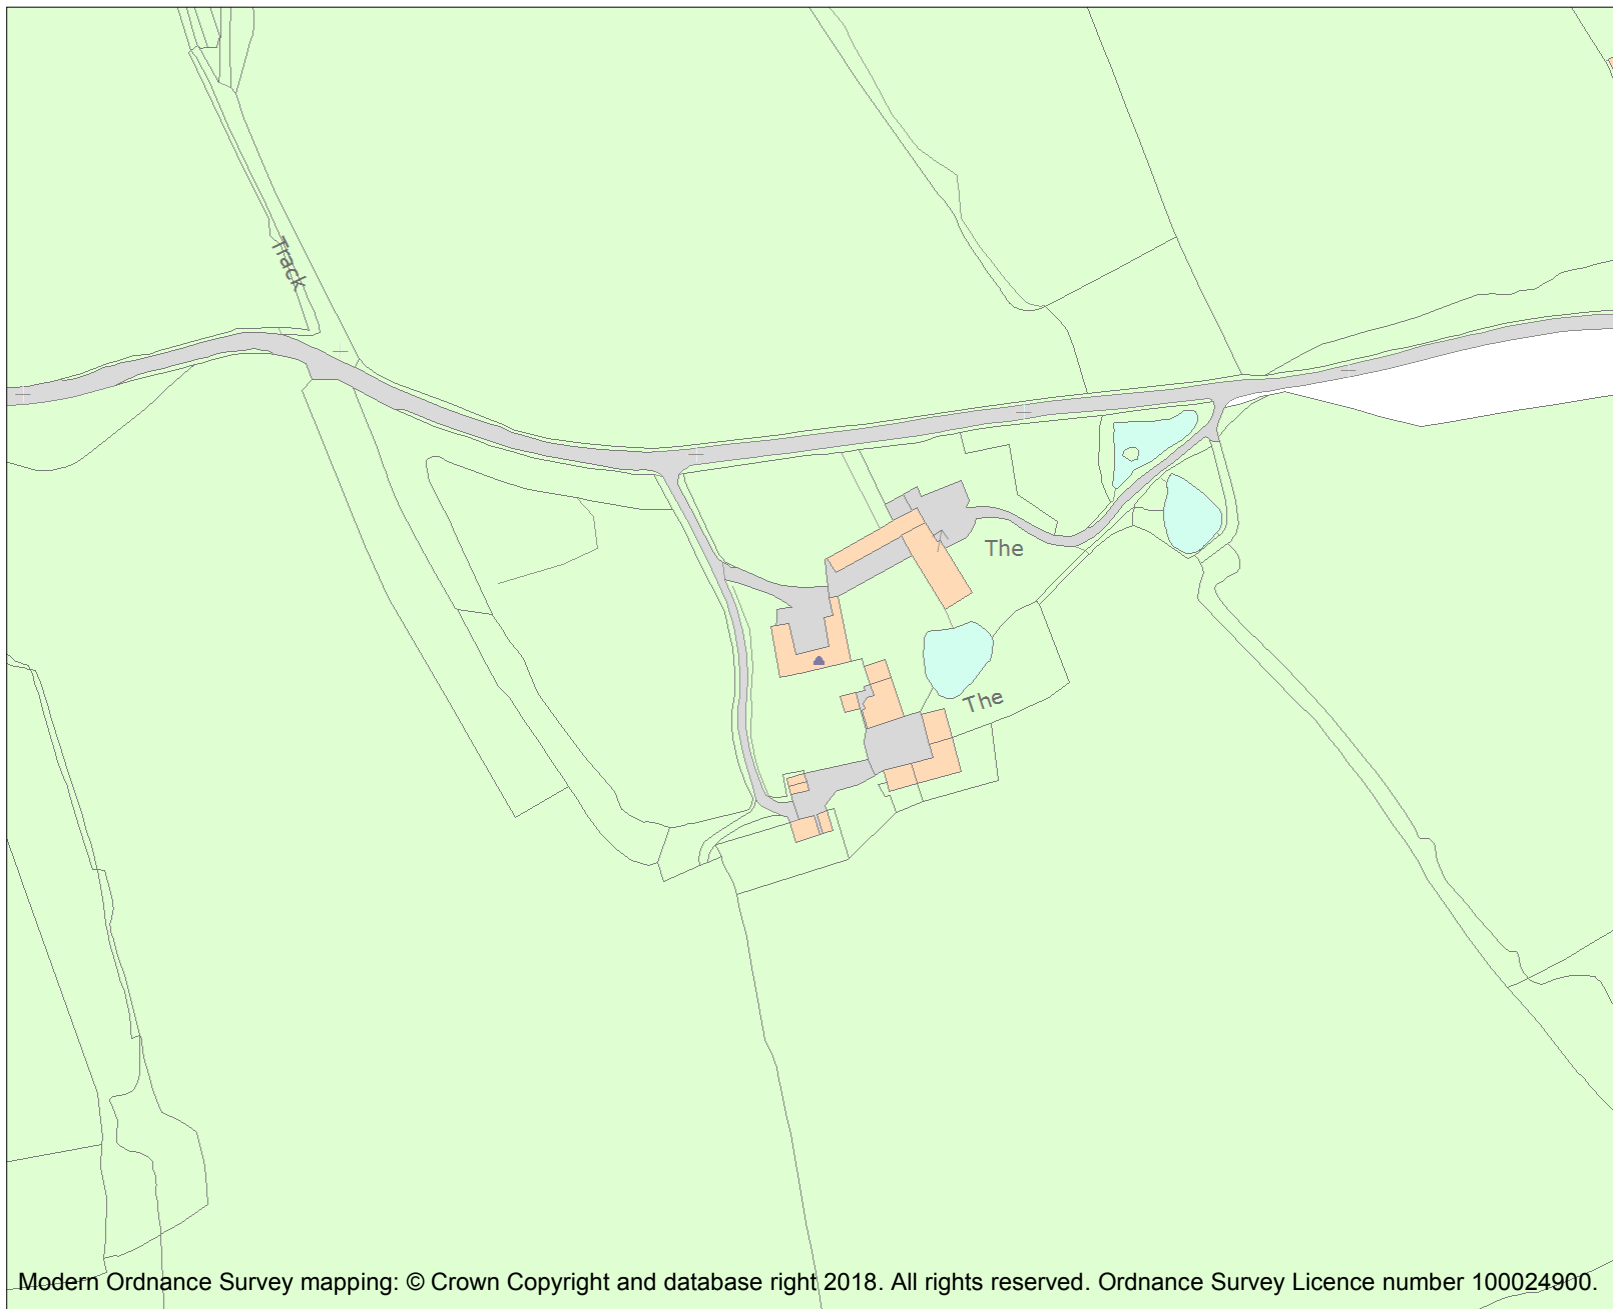 Track
The
The
Modern Ordnance Survey mapping: © Crown Copyright and database right 2018. All rights reserved. Ordnance Survey Licence number 100024900.